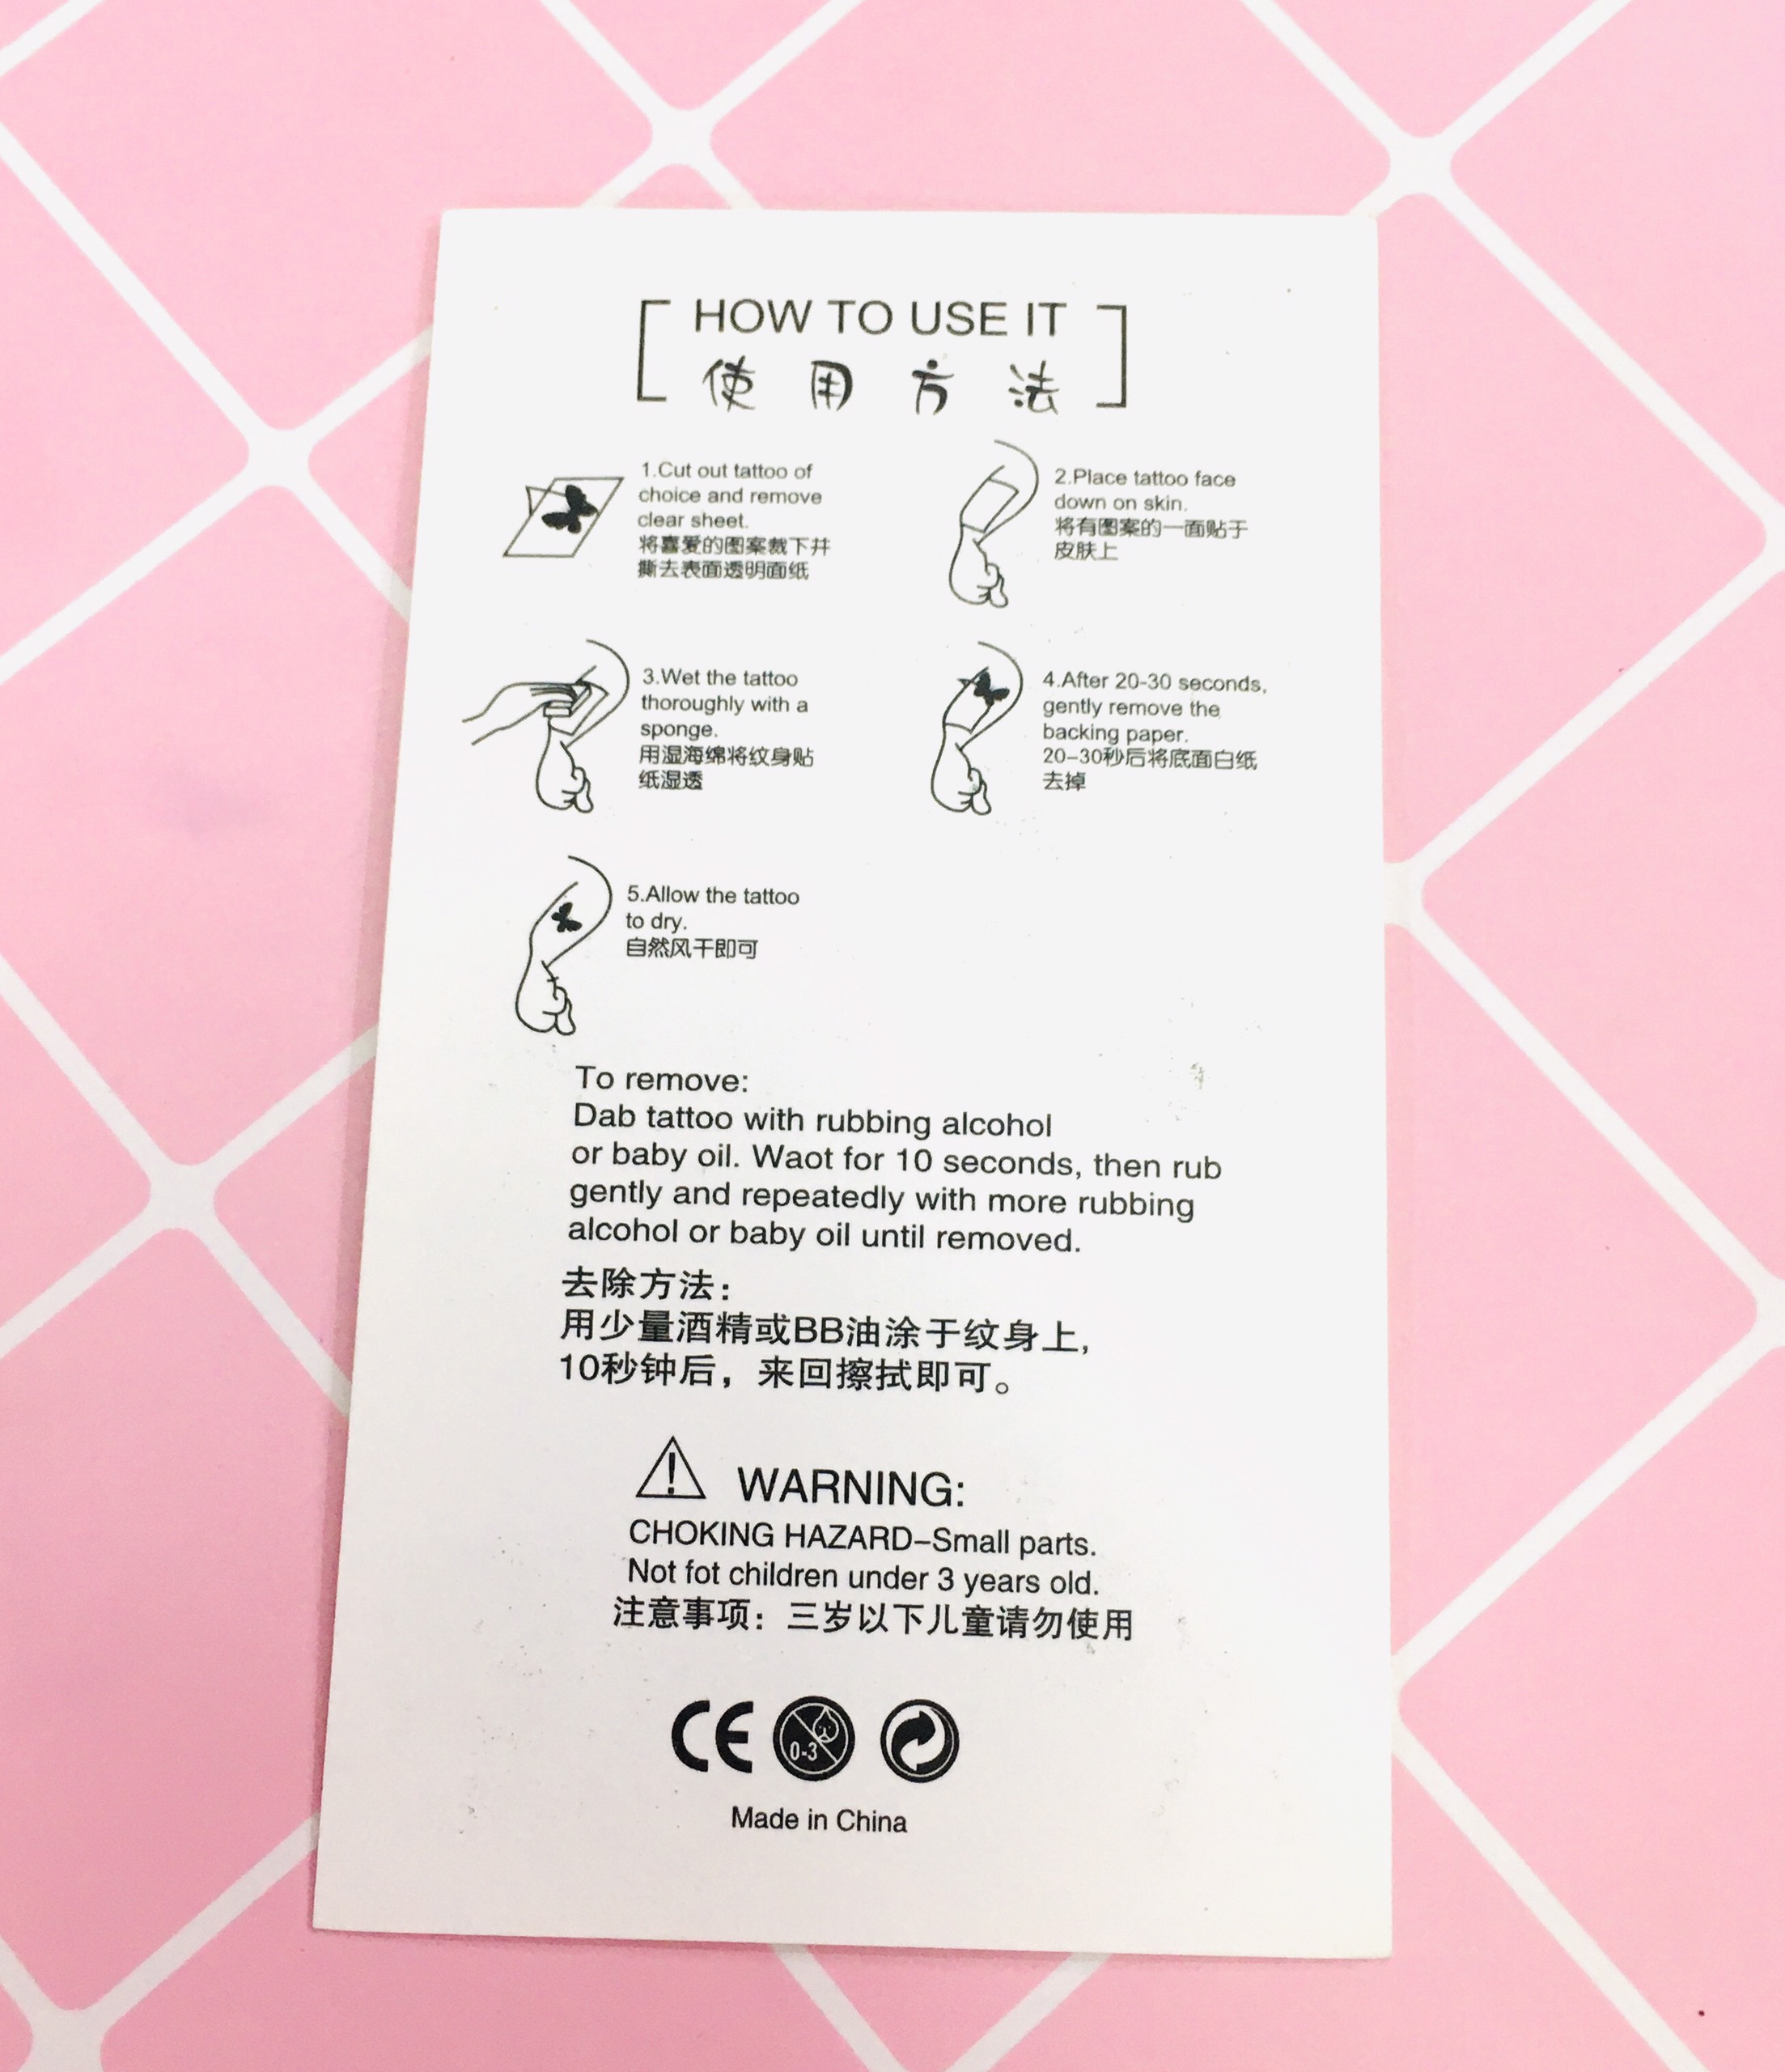 HOW TO USE IT
使用方法
1.Cut out tattoo of
choice and remove
clear sheet.
将喜爱的图案裁下并
撕去表面透明面纸
2.Place tattoo face
down on skin.
将有图案的一面贴于
皮肤上
3.Wet the tattoo
thoroughly with a
sponge.
用湿海绵将纹身贴
纸湿透
4.After 20-30 seconds,
gently remove the
backing paper.
20-30秒后将底面白纸
去掉
5.Allow the tattoo
to dry.
自然风干即可
To remove:
Dab tattoo with rubbing alcohol
or baby oil. Waot for 10 seconds, then rub
gently and repeatedly with more rubbing
alcohol or baby oil until removed.
去除方法：
用少量酒精或BB油涂于纹身上,
10秒钟后，来回擦拭即可。
WARNING:
CHOKING HAZARD–Small parts.
Not fot children under 3 years old.
注意事项：三岁以下儿童请勿使用
CE 0-3
Made in China